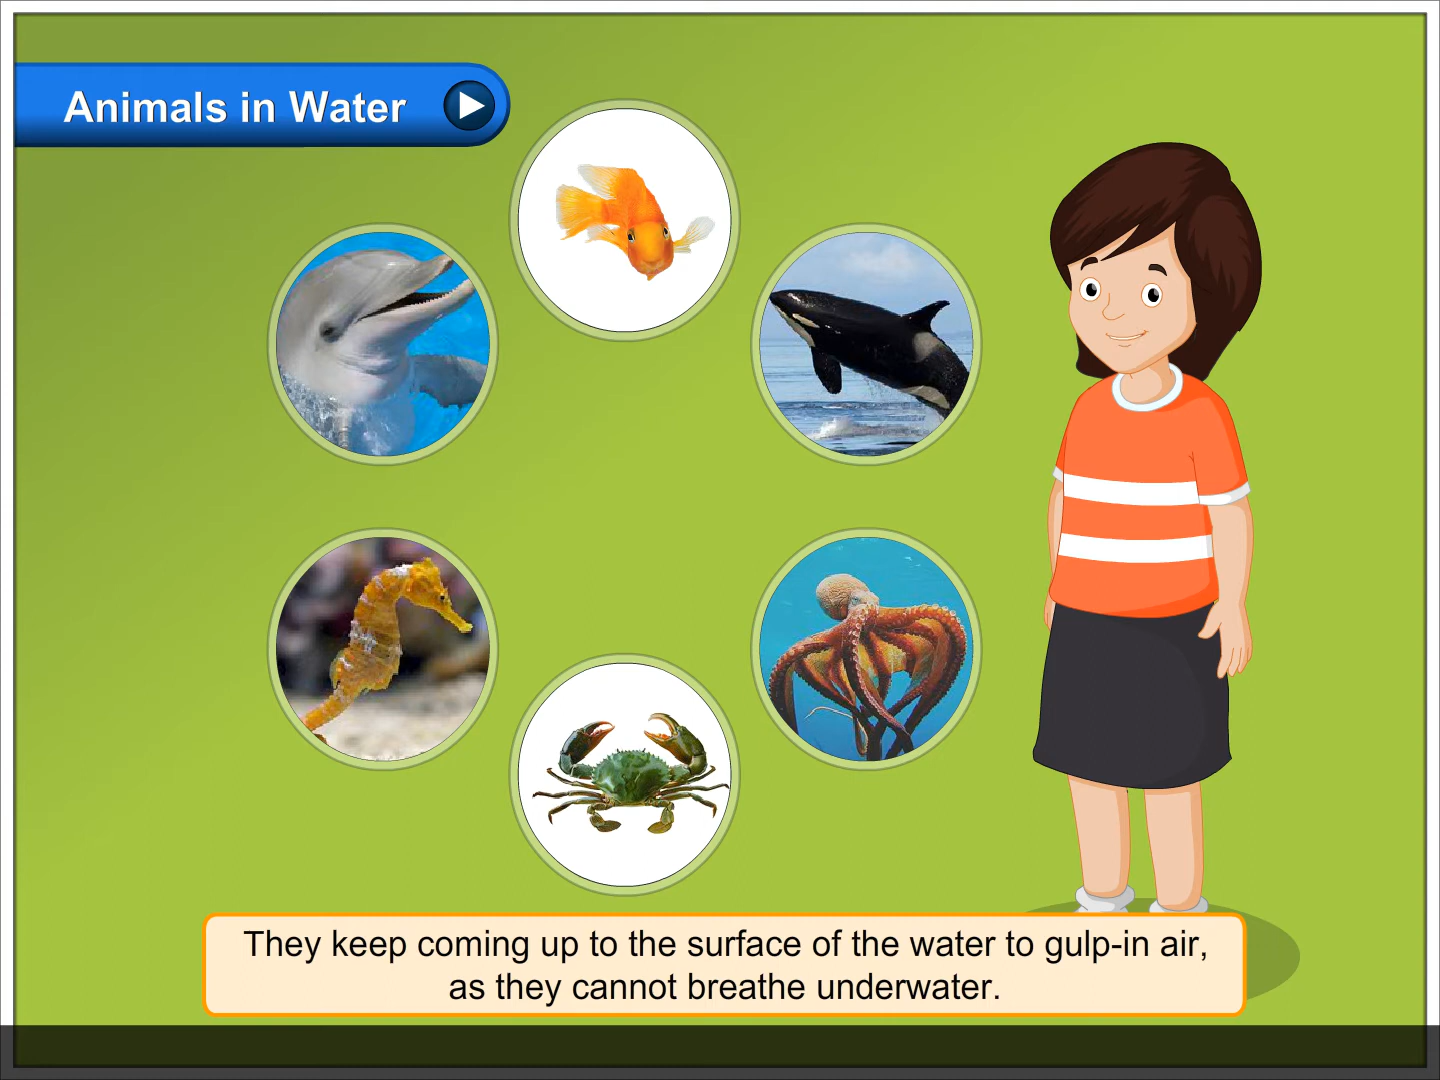 Animals in Water
They keep coming up to the surface of the water to gulp-in air,
as they cannot breathe underwater.